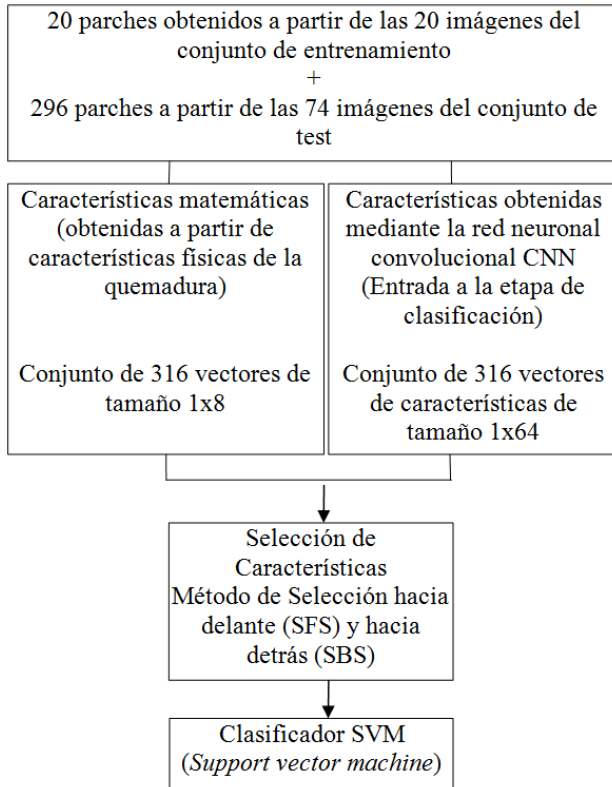 20 parches obtenidos a partir de las 20 imágenes del
conjunto de entrenamiento
+
296 parches a partir de las 74 imágenes del conjunto de
test
Características matemáticas
(obtenidas a partir de
características físicas de la
quemadura)
Conjunto de 316 vectores de
tamaño 1x8
Características obtenidas
mediante la red neuronal
convolucional CNN
(Entrada a la etapa de
clasificación)
Conjunto de 316 vectores
de características de
tamaño 1x64
Selección de
Características
Método de Selección hacia
delante (SFS) y hacia
detrás (SBS)
Clasificador SVM
(Support vector machine)